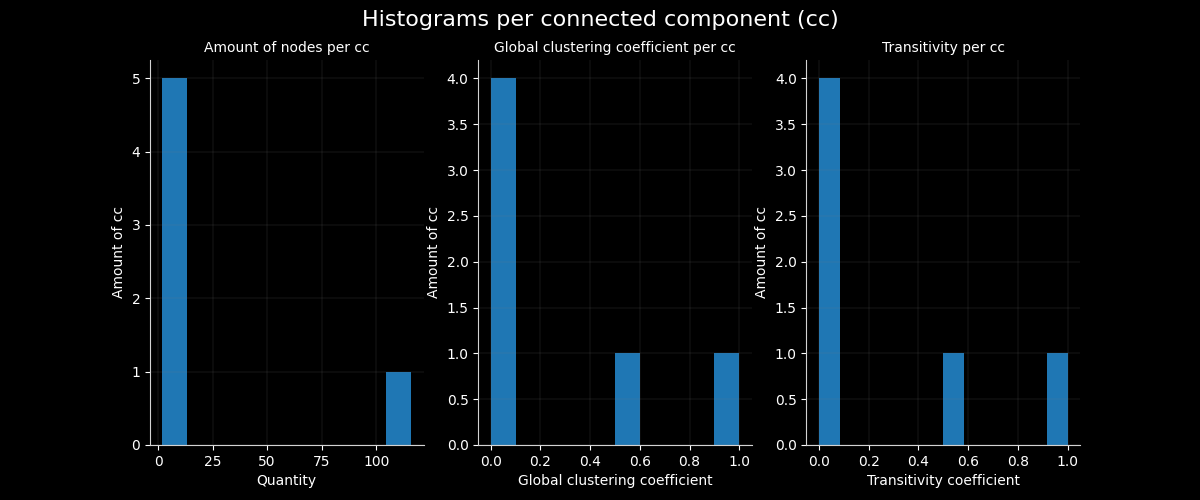 Histograms per connected component (cc)
Amount of nodes per cc
Amount of cc
5
4
3
2
1
0
0 25 50 75 100
Quantity
Global clustering coefficient per cc
Amount of cc
4.0
3.5
3.0
2.5
2.0
1.5
1.0
0.5
0.0
0.0 0.2 0.4 0.6 0.8 1.0
Global clustering coefficient
Transitivity per cc
Amount of cc
4.0
3.5
3.0
2.5
2.0
1.5
1.0
0.5
0.0
0.0 0.2 0.4 0.6 0.8 1.0
Transitivity coefficient